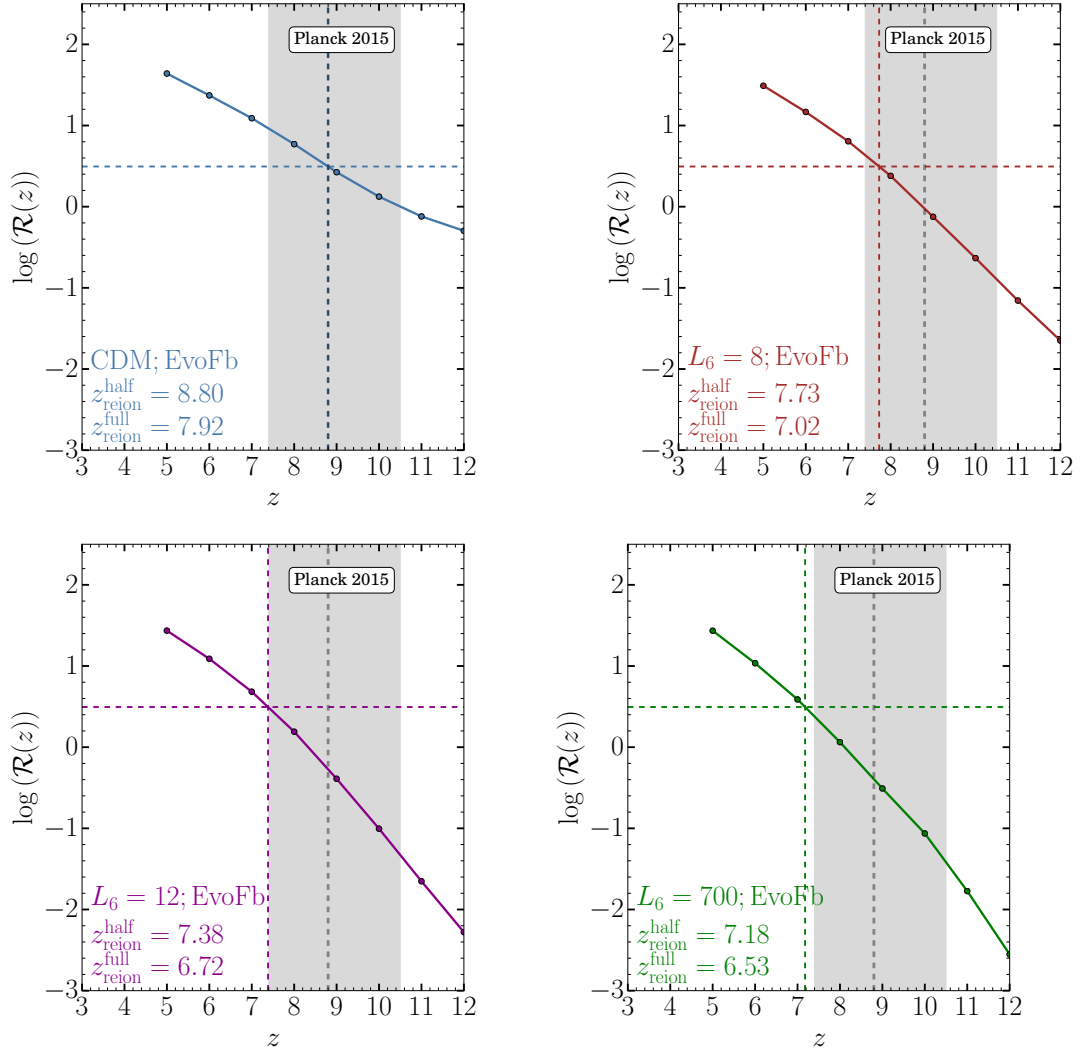 Planck 2015
2
1
0
−1
−2
−3
log (ℛ(z))
CDM; EvoFb
z_reion^half = 8.80
z_reion^full = 7.92
3 4 5 6 7 8 9 10 11 12
z
Planck 2015
2
1
0
−1
−2
−3
log (ℛ(z))
L_6 = 8; EvoFb
z_reion^half = 7.73
z_reion^full = 7.02
3 4 5 6 7 8 9 10 11 12
z
Planck 2015
2
1
0
−1
−2
−3
log (ℛ(z))
L_6 = 12; EvoFb
z_reion^half = 7.38
z_reion^full = 6.72
3 4 5 6 7 8 9 10 11 12
z
Planck 2015
2
1
0
−1
−2
−3
log (ℛ(z))
L_6 = 700; EvoFb
z_reion^half = 7.18
z_reion^full = 6.53
3 4 5 6 7 8 9 10 11 12
z